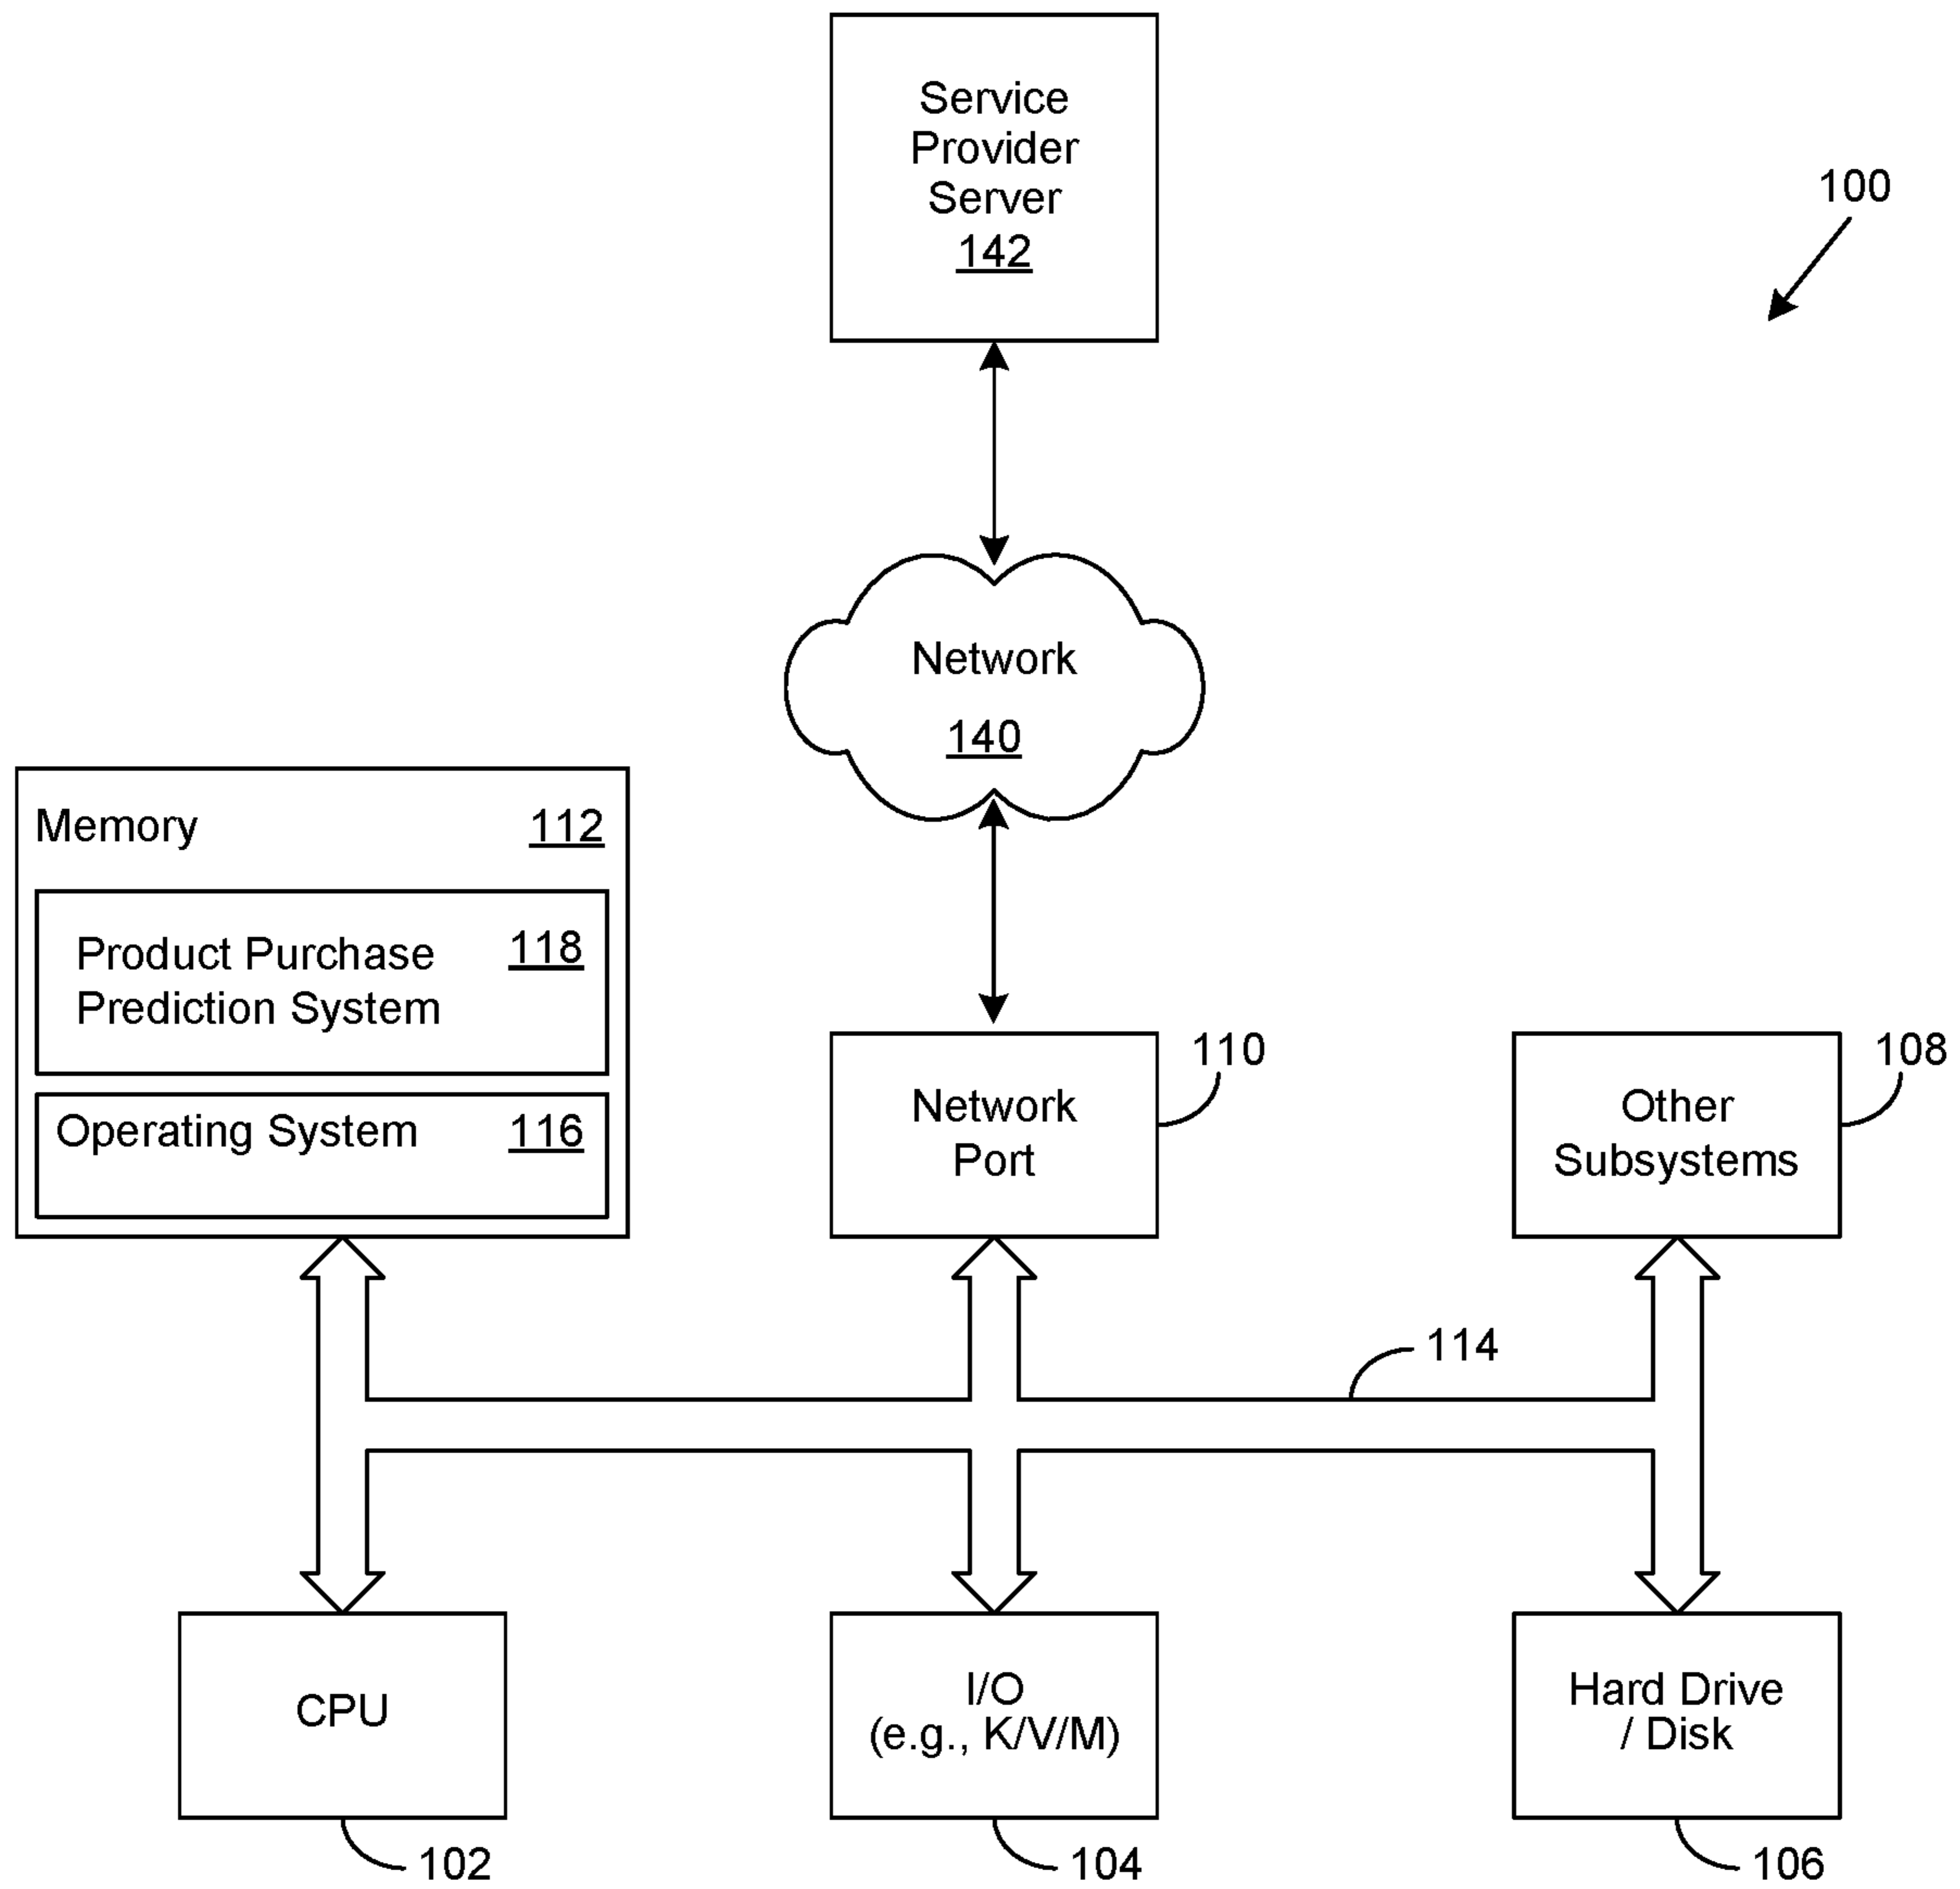 Service
Provider
Server
142
100
Network
140
Memory 112
Product Purchase 118
Prediction System
Operating System 116
Network
Port
110
Other
Subsystems
108
114
CPU
102
I/O
(e.g., K/V/M)
104
Hard Drive
/ Disk
106